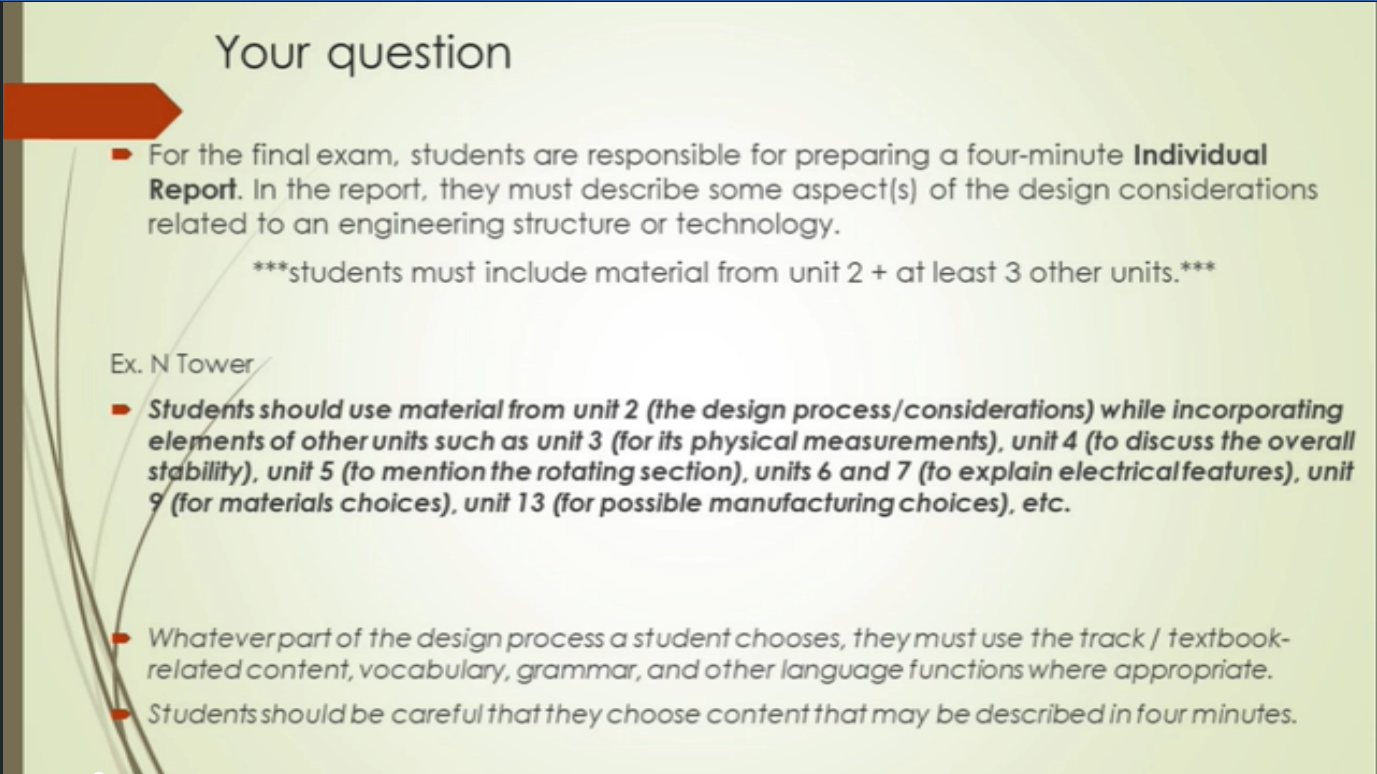 Your question
For the final exam, students are responsible for preparing a four-minute Individual
Report. In the report, they must describe some aspect(s) of the design considerations
related to an engineering structure or technology.
***students must include material from unit 2 + at least 3 other units.***
Ex. N Tower
Students should use material from unit 2 (the design process/considerations) while incorporating
elements of other units such as unit 3 (for its physical measurements), unit 4 (to discuss the overall
stability), unit 5 (to mention the rotating section), units 6 and 7 (to explain electrical features), unit
9 (for materials choices), unit 13 (for possible manufacturing choices), etc.
Whatever part of the design process a student chooses, they must use the track / textbook-
related content, vocabulary, grammar, and other language functions where appropriate.
Students should be careful that they choose content that may be described in four minutes.